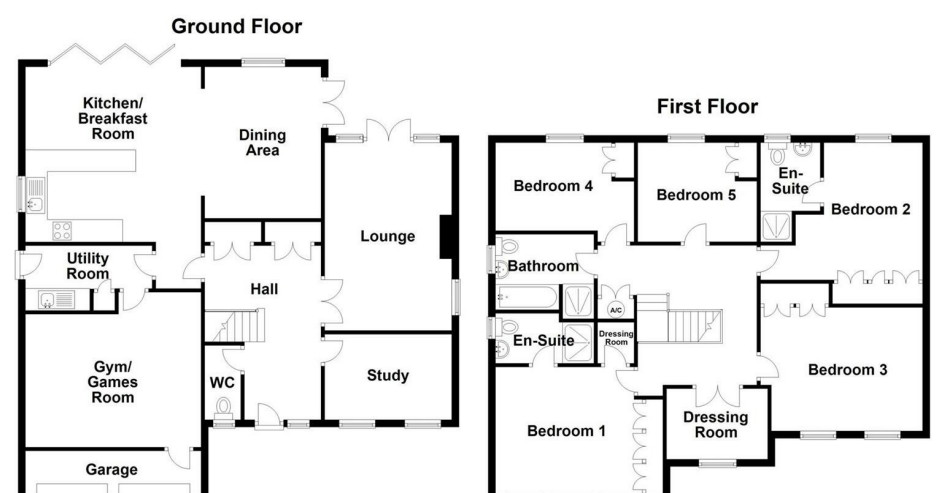 Ground Floor
Kitchen/
Breakfast
Room
Dining
Area
Lounge
Utility
Room
Hall
Gym/
Games
Room
WC
Study
Garage
First Floor
Bedroom 4
Bedroom 5
En-
Suite
Bedroom 2
Bathroom
A/C
En-Suite
Dressing
Room
Bedroom 3
Bedroom 1
Dressing
Room